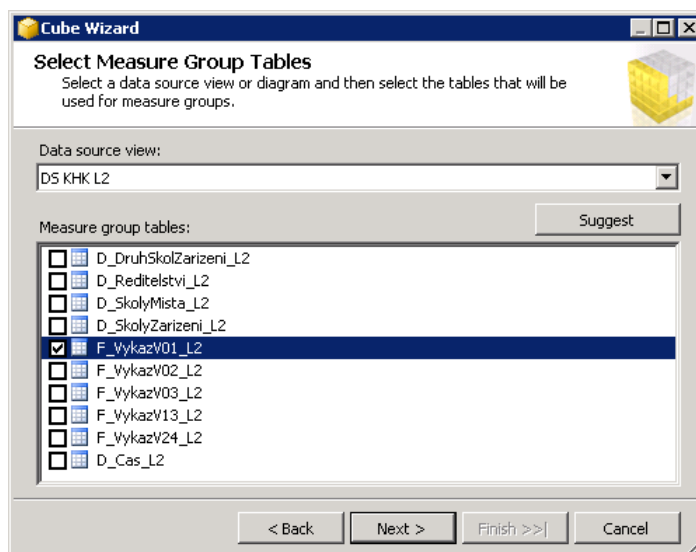 Cube Wizard
Select Measure Group Tables
Select a data source view or diagram and then select the tables that will be
used for measure groups.
Data source view:
DS KHK L2
Measure group tables:
Suggest
D_DruhSkolZarizeni_L2
D_Reditelstvi_L2
D_SkolyMista_L2
D_SkolyZarizeni_L2
F_VykazV01_L2
F_VykazV02_L2
F_VykazV03_L2
F_VykazV13_L2
F_VykazV24_L2
D_Cas_L2
< Back Next > Finish >>| Cancel